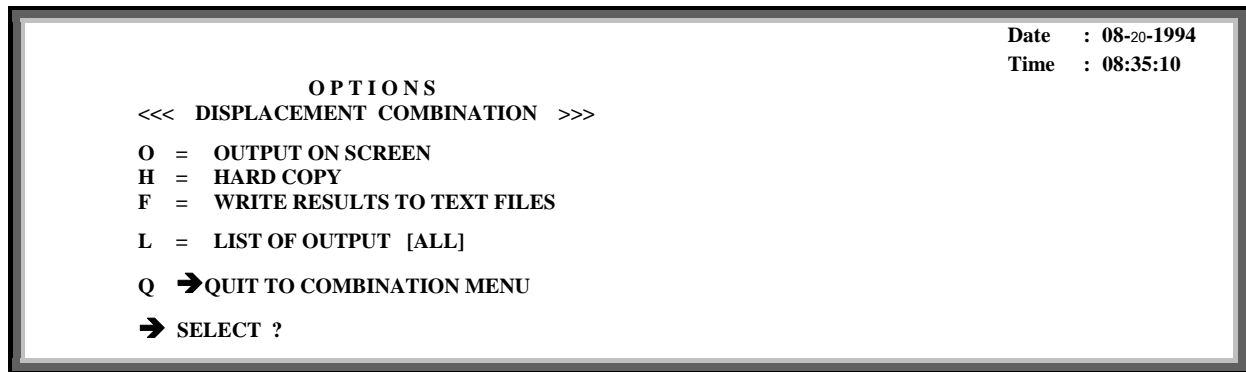 Date : 08-20-1994
Time : 08:35:10
O P T I O N S
<<< DISPLACEMENT COMBINATION >>>
O = OUTPUT ON SCREEN
H = HARD COPY
F = WRITE RESULTS TO TEXT FILES
L = LIST OF OUTPUT [ALL]
Q ➔QUIT TO COMBINATION MENU
➔ SELECT ?